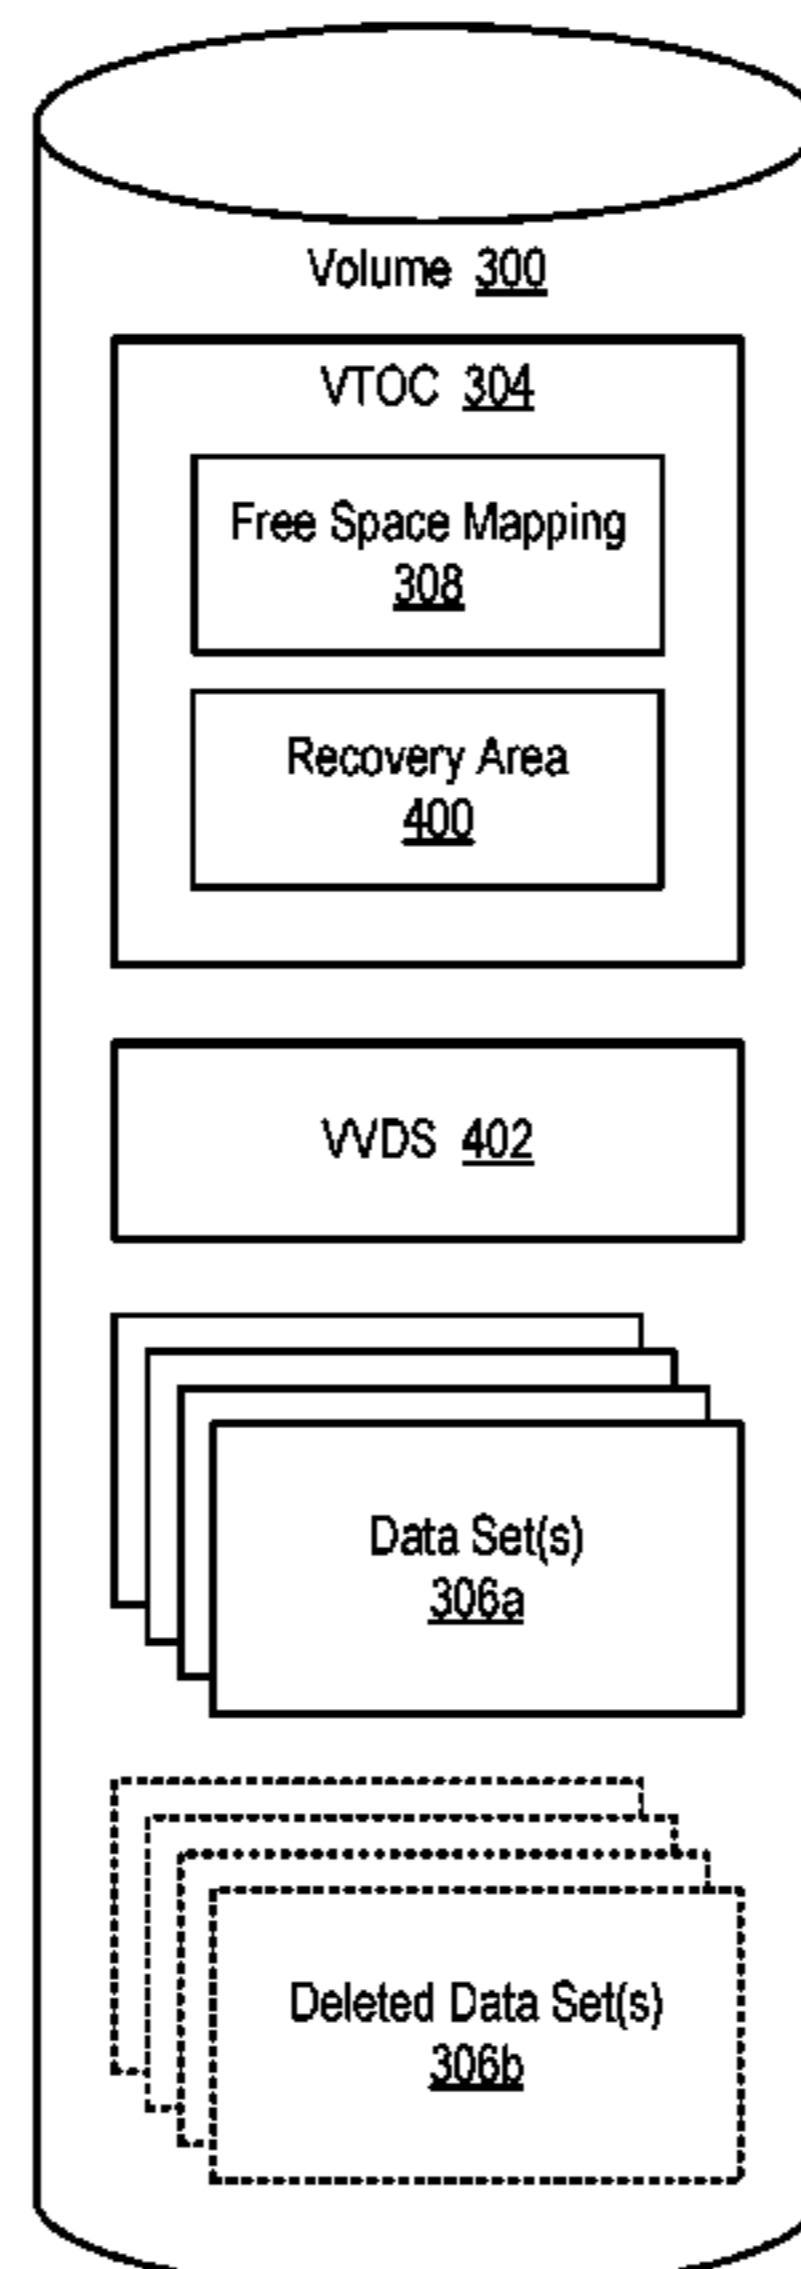 Volume 300
VTOC 304
Free Space Mapping
308
Recovery Area
400
VVDS 402
Data Set(s)
306a
Deleted Data Set(s)
306b